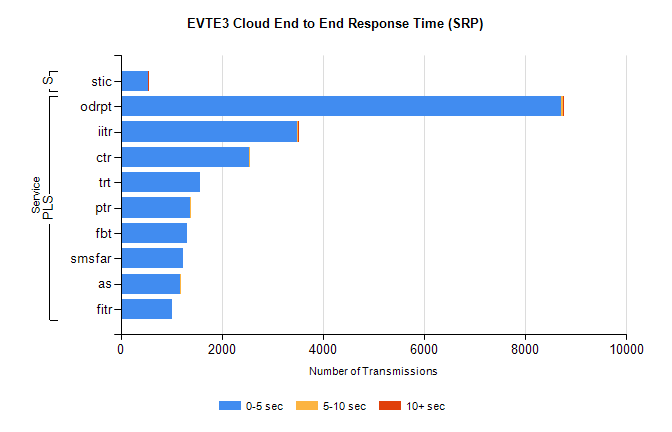 EVTE3 Cloud End to End Response Time (SRP)
S
stic
odrpt
iitr
ctr
trt
Service
PLS
ptr
fbt
smsfar
as
fitr
0 2000 4000 6000 8000 10000
Number of Transmissions
0-5 sec 5-10 sec 10+ sec